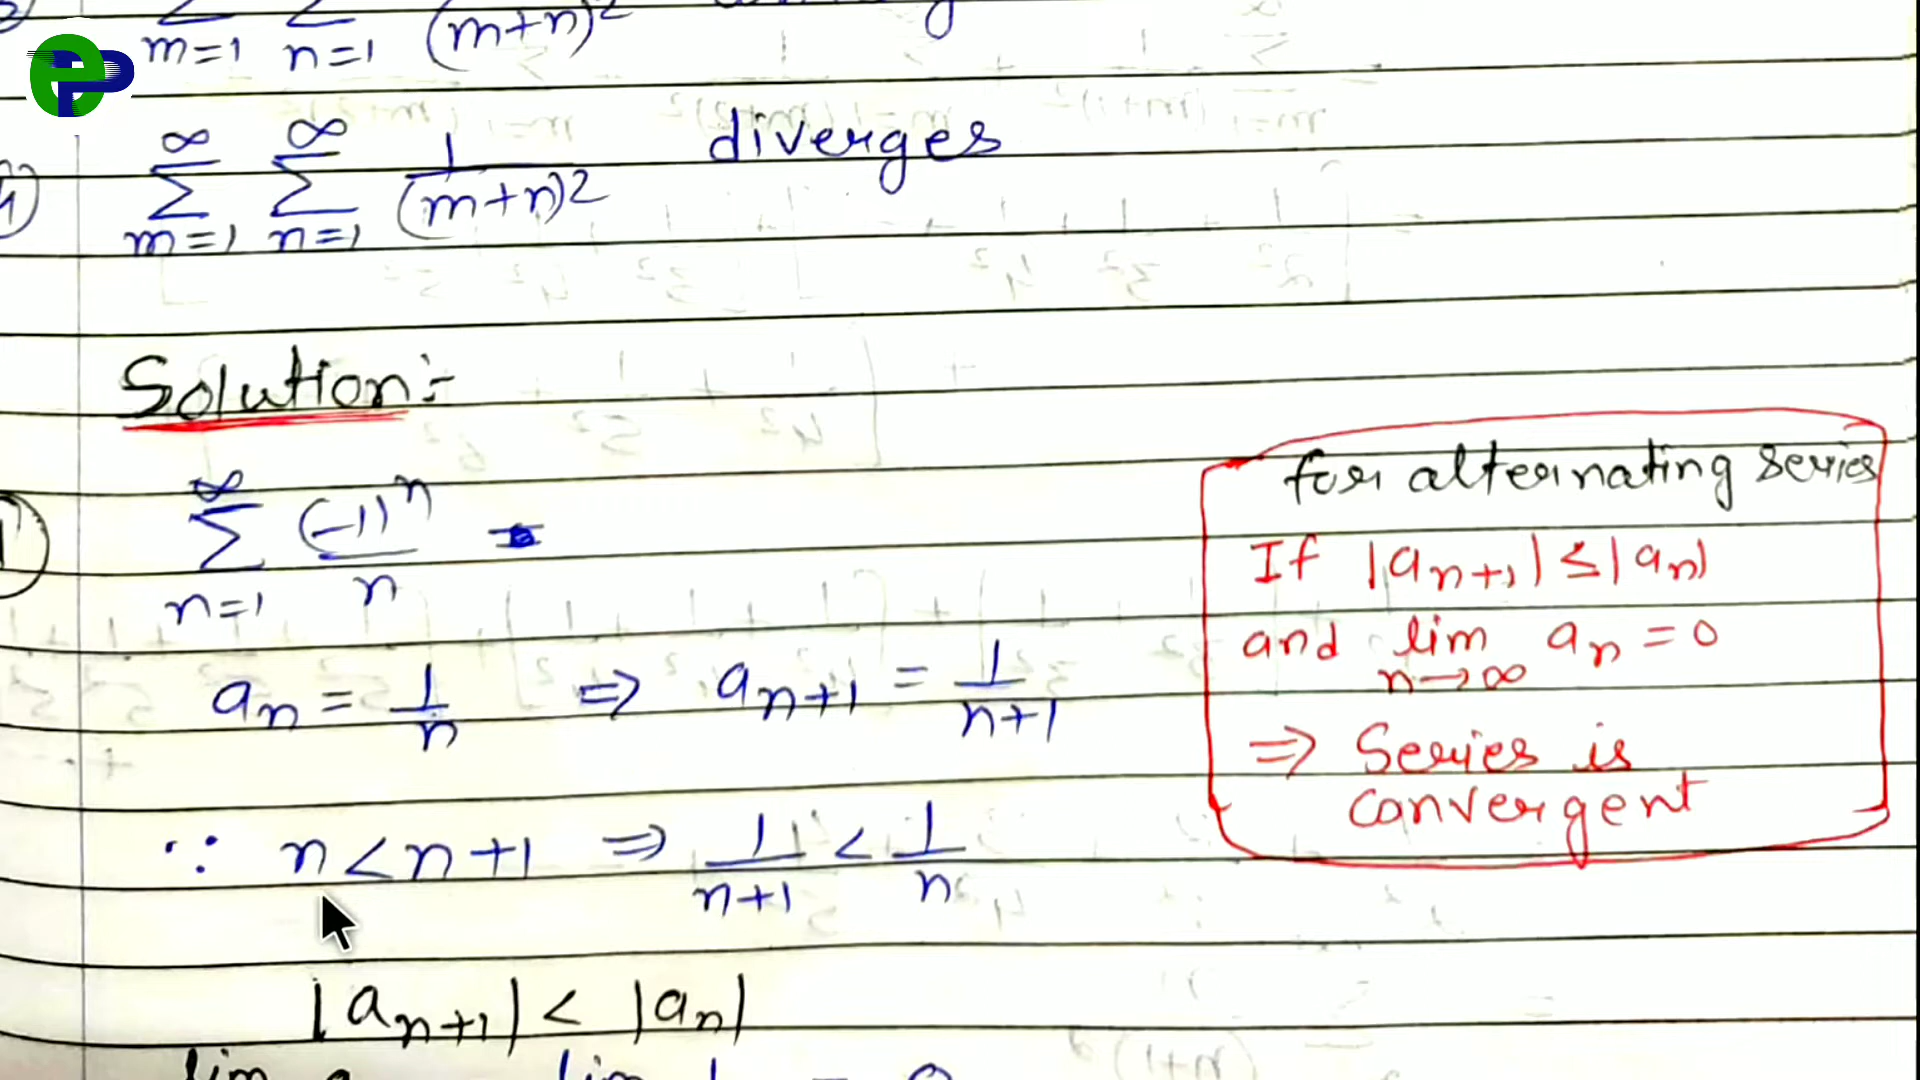 m=1 n=1 (m+n)²
eP
∞ ∞
∑ ∑ 1/(m+n)² diverges
m=1 n=1
Solution:-
∞
∑ (-1)ⁿ/n =
n=1
aₙ = 1/n ⇒ aₙ₊₁ = 1/(n+1)
∵ n < n+1 ⇒ 1/(n+1) < 1/n
|aₙ₊₁| < |aₙ|
for alternating series
If |aₙ₊₁| ≤ |aₙ|
and lim aₙ = 0
n→∞
⇒ Series is
convergent